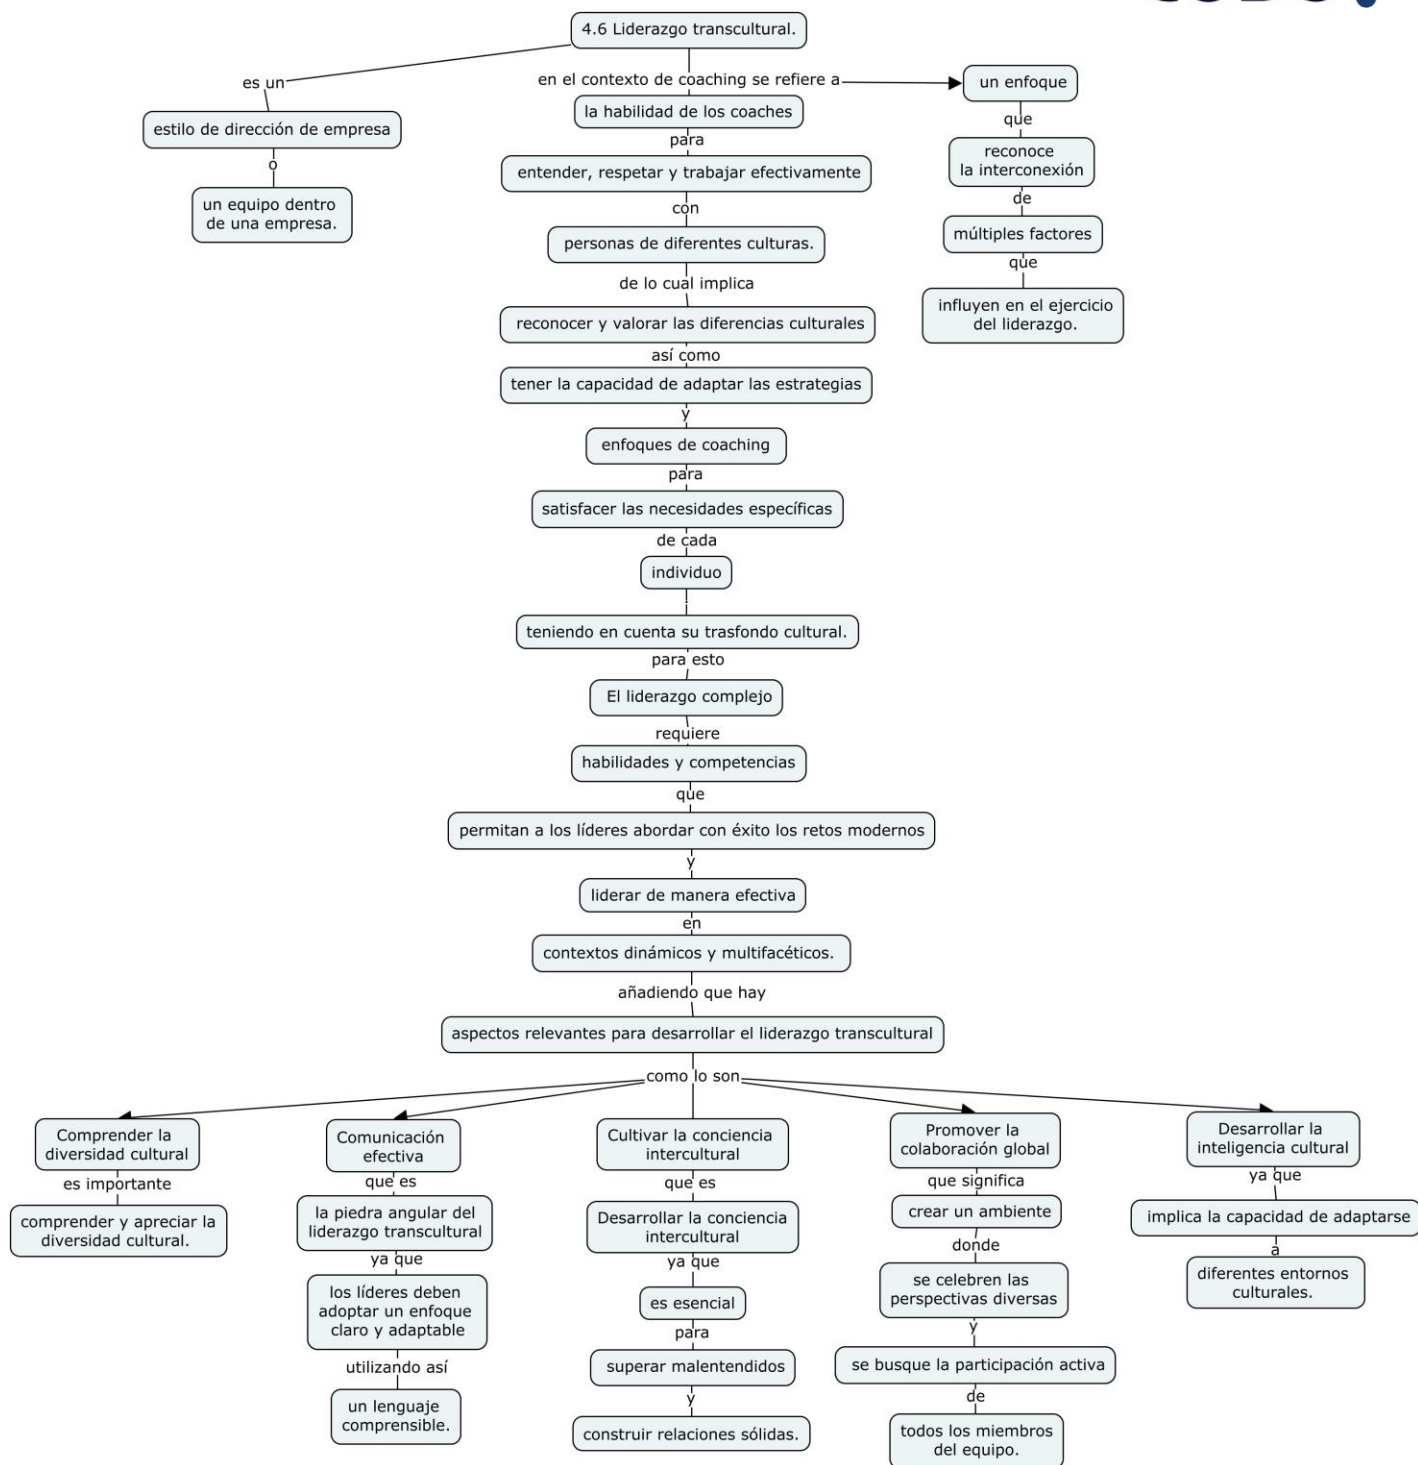 4.6 Liderazgo transcultural.
es un
estilo de dirección de empresa
o
un equipo dentro
de una empresa.
en el contexto de coaching se refiere a
la habilidad de los coaches
para
entender, respetar y trabajar efectivamente
con
personas de diferentes culturas.
de lo cual implica
reconocer y valorar las diferencias culturales
así como
tener la capacidad de adaptar las estrategias
y
enfoques de coaching
para
satisfacer las necesidades específicas
de cada
individuo
teniendo en cuenta su trasfondo cultural.
para esto
El liderazgo complejo
requiere
habilidades y competencias
que
permitan a los líderes abordar con éxito los retos modernos
y
liderar de manera efectiva
en
contextos dinámicos y multifacéticos.
añadiendo que hay
aspectos relevantes para desarrollar el liderazgo transcultural
como lo son
un enfoque
que
reconoce
la interconexión
de
múltiples factores
que
influyen en el ejercicio
del liderazgo.
Comprender la
diversidad cultural
es importante
comprender y apreciar la
diversidad cultural.
Comunicación
efectiva
que es
la piedra angular del
liderazgo transcultural
ya que
los líderes deben
adoptar un enfoque
claro y adaptable
utilizando así
un lenguaje
comprensible.
Cultivar la conciencia
intercultural
que es
Desarrollar la conciencia
intercultural
ya que
es esencial
para
superar malentendidos
y
construir relaciones sólidas.
Promover la
colaboración global
que significa
crear un ambiente
donde
se celebren las
perspectivas diversas
y
se busque la participación activa
de
todos los miembros
del equipo.
Desarrollar la
inteligencia cultural
ya que
implica la capacidad de adaptarse
a
diferentes entornos
culturales.